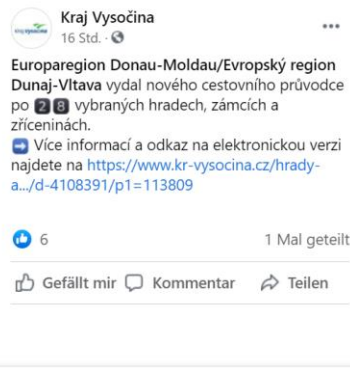 Kraj Vysočina
kraj vysočina
16 Std. ·
Europaregion Donau-Moldau/Evropský region
Dunaj-Vltava vydal nového cestovního průvodce
po 28 vybraných hradech, zámcích a
zříceninách.
➡ Více informací a odkaz na elektronickou verzi
najdete na https://www.kr-vysocina.cz/hrady-
a.../d-4108391/p1=113809
6
1 Mal geteilt
Gefällt mir Kommentar Teilen